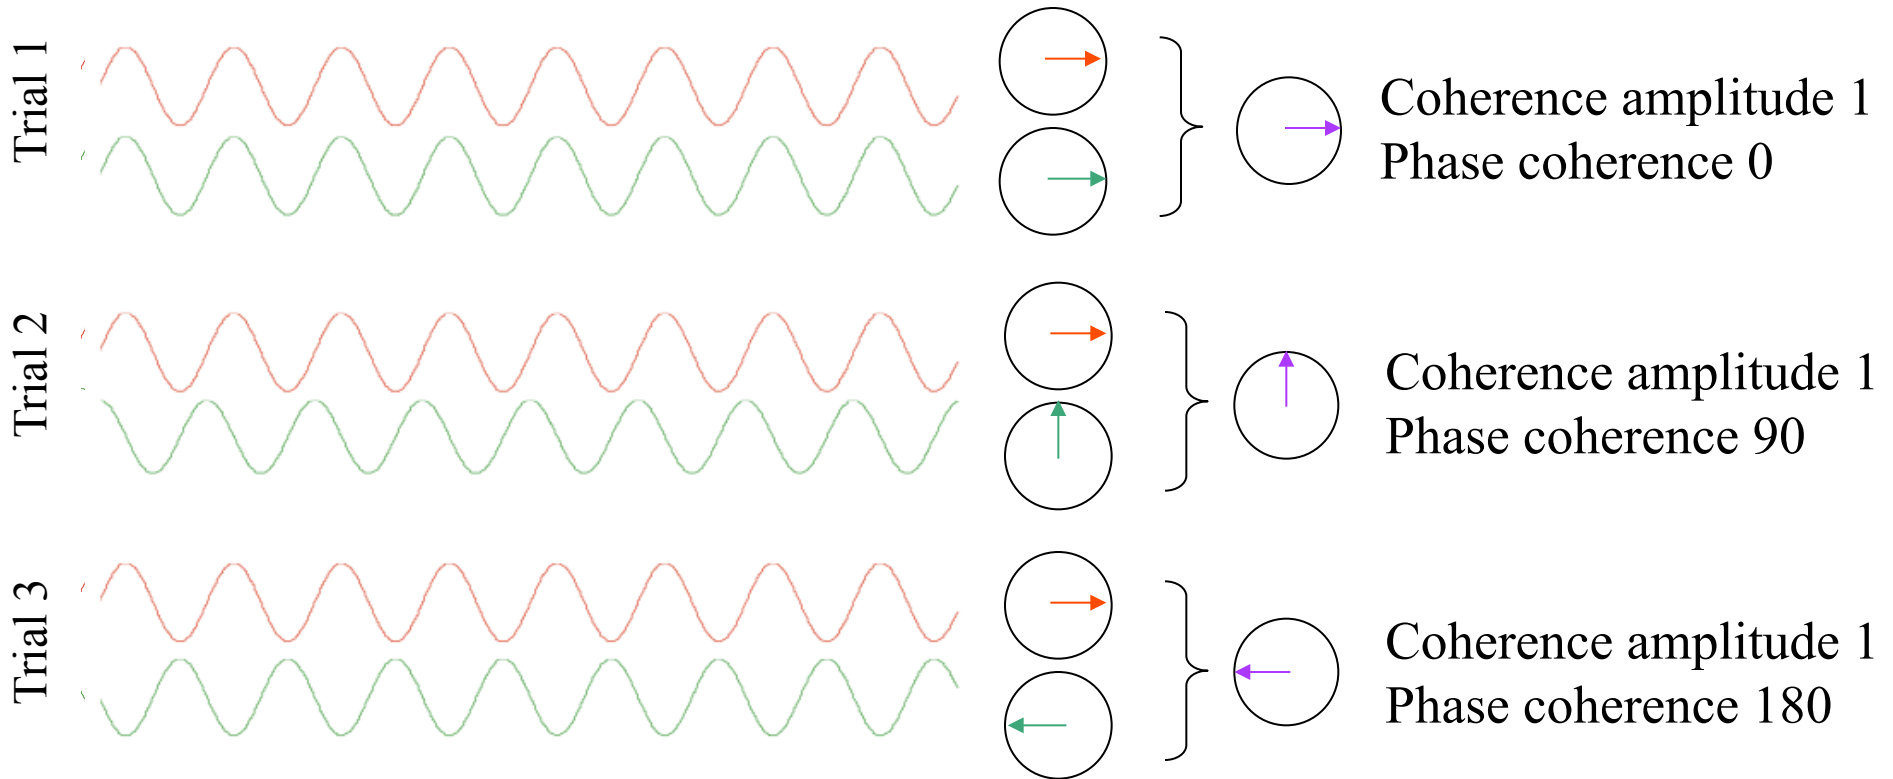 Trial 1
Coherence amplitude 1
Phase coherence 0
Trial 2
Coherence amplitude 1
Phase coherence 90
Trial 3
Coherence amplitude 1
Phase coherence 180